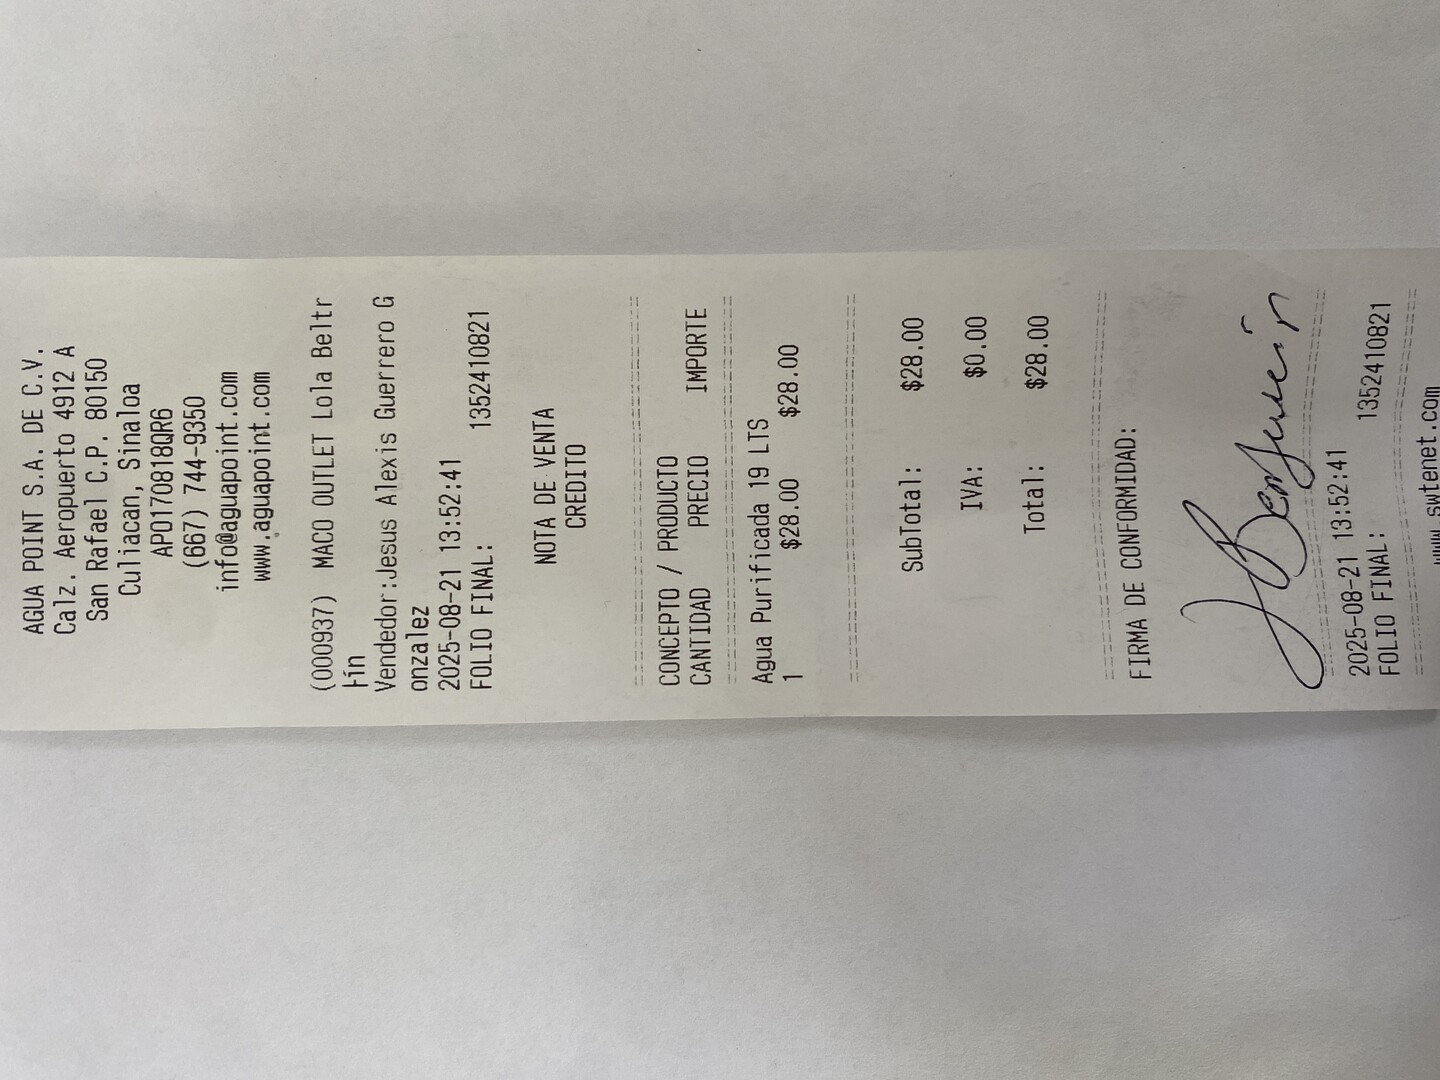 AGUA POINT S.A. DE C.V.
Calz. Aeropuerto 4912 A
San Rafael C.P. 80150
Culiacan, Sinaloa
APO170818QR6
(667) 744-9350
info@aguapoint.com
www.aguapoint.com
(000937) MACO OUTLET Lola Beltr
Fín
Vendedor:Jesus Alexis Guerrero G
onzalez
2025-08-21 13:52:41
FOLIO FINAL: 1352410821
NOTA DE VENTA
CREDITO
CONCEPTO / PRODUCTO
CANTIDAD PRECIO IMPORTE
Agua Purificada 19 LTS
1 $28.00 $28.00
SubTotal: $28.00
IVA: $0.00
Total: $28.00
FIRMA DE CONFORMIDAD:
2025-08-21 13:52:41
FOLIO FINAL: 1352410821
www.swtenet.com